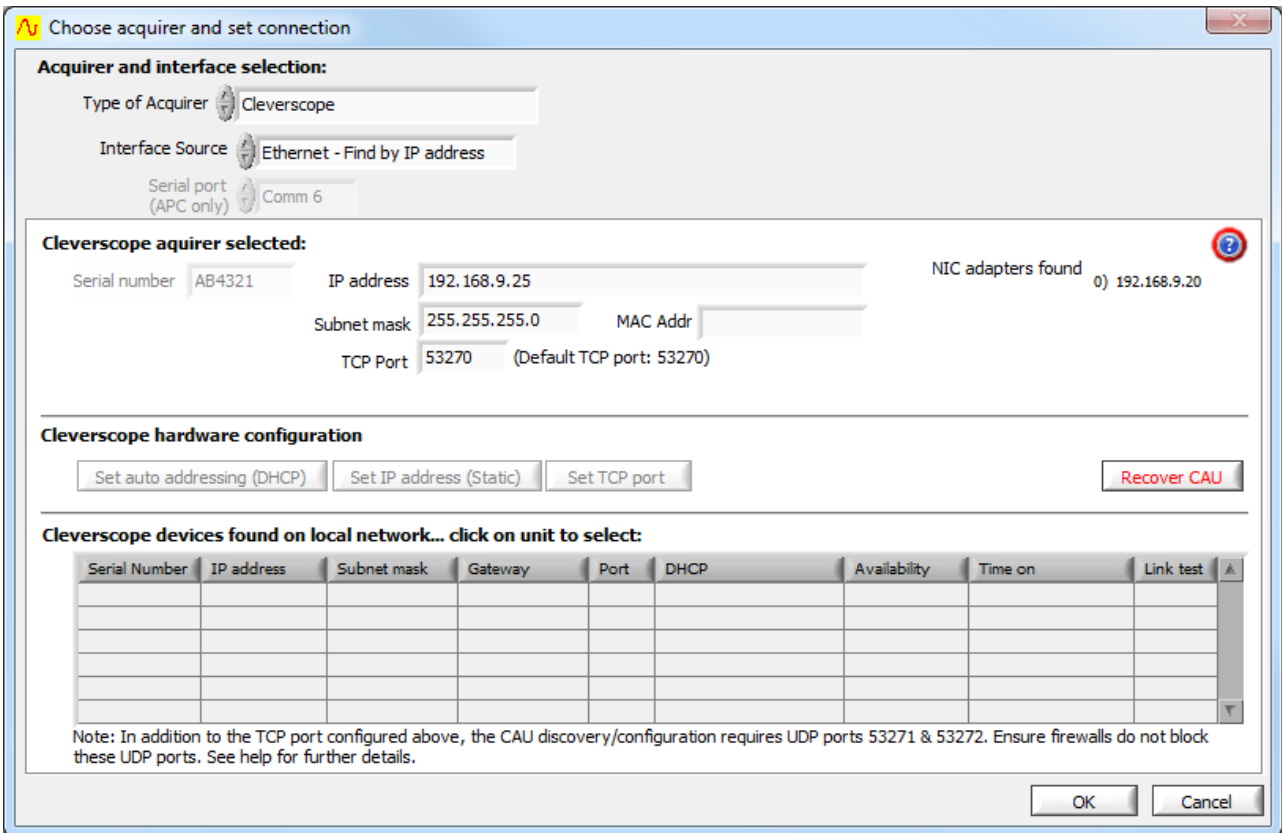 Choose acquirer and set connection
Acquirer and interface selection:
Type of Acquirer Cleverscope
Interface Source Ethernet - Find by IP address
Serial port
(APC only) Comm 6
Cleverscope aquirer selected:
Serial number AB4321 IP address 192.168.9.25 NIC adapters found 0) 192.168.9.20
Subnet mask 255.255.255.0 MAC Addr
TCP Port 53270 (Default TCP port: 53270)
Cleverscope hardware configuration
Set auto addressing (DHCP) Set IP address (Static) Set TCP port Recover CAU
Cleverscope devices found on local network... click on unit to select:
Serial Number IP address Subnet mask Gateway Port DHCP Availability Time on Link test
Note: In addition to the TCP port configured above, the CAU discovery/configuration requires UDP ports 53271 & 53272. Ensure firewalls do not block
these UDP ports. See help for further details.
OK Cancel